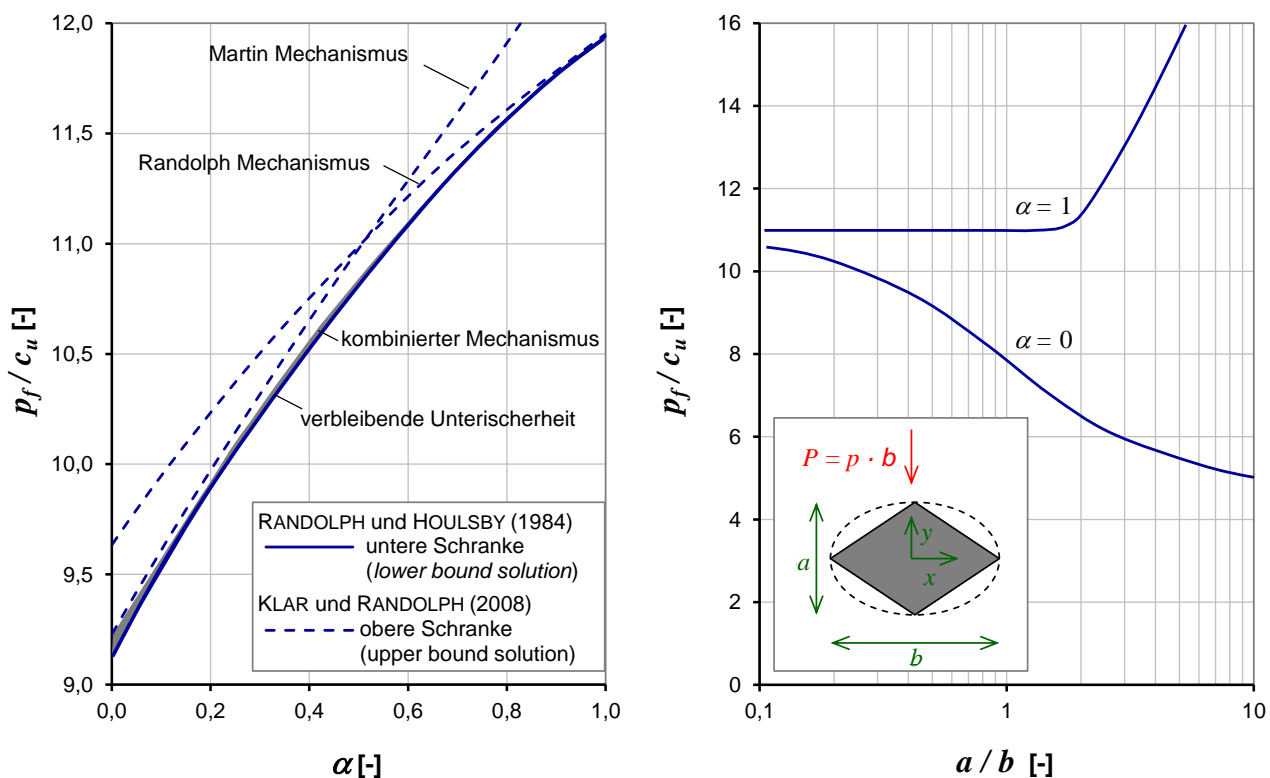 12,0
11,5
11,0
10,5
10,0
9,5
9,0
p_f / c_u [-]
Martin Mechanismus
Randolph Mechanismus
kombinierter Mechanismus
verbleibende Unterischerheit
RANDOLPH und HOULSBY (1984)
untere Schranke
(lower bound solution)
KLAR und RANDOLPH (2008)
obere Schranke
(upper bound solution)
0,0 0,2 0,4 0,6 0,8 1,0
α [-]
16
14
12
10
8
6
4
2
0
p_f / c_u [-]
α = 1
α = 0
P = p · b
a
y
x
b
0,1 1 10
a / b [-]